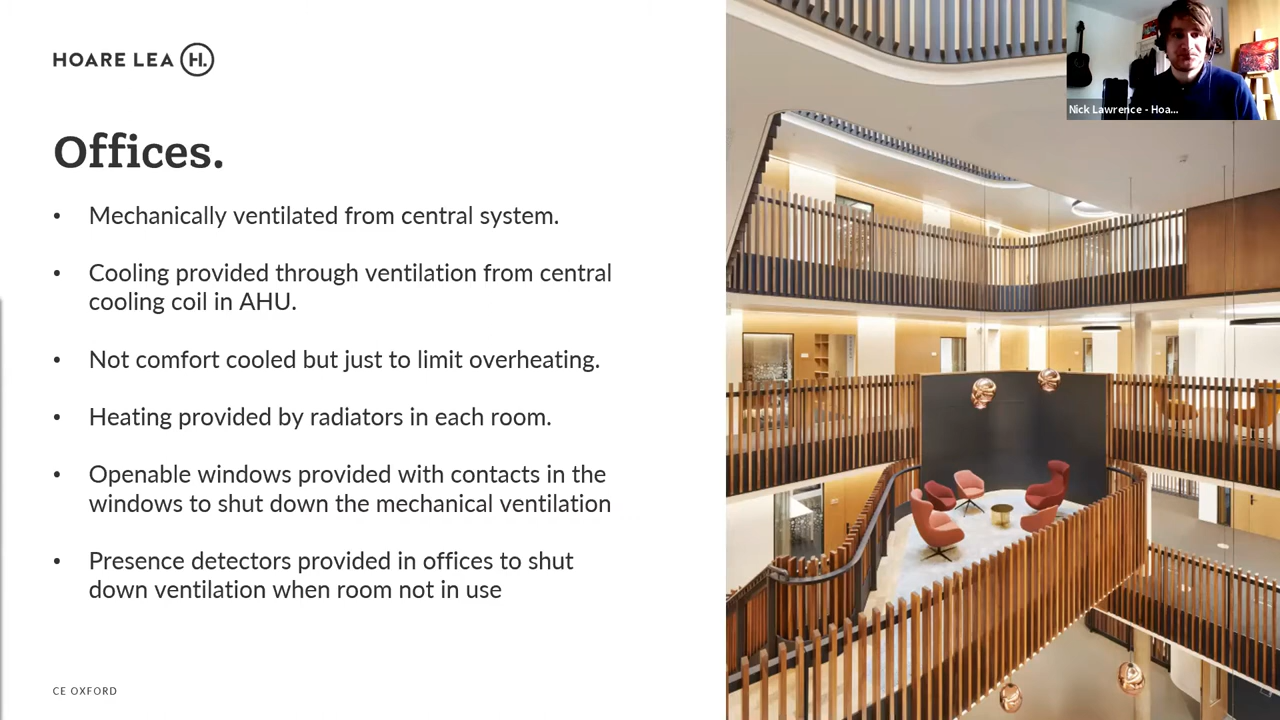 HOARE LEA H.
Nick Lawrence - Hoa...
Offices.
• Mechanically ventilated from central system.
• Cooling provided through ventilation from central
cooling coil in AHU.
• Not comfort cooled but just to limit overheating.
• Heating provided by radiators in each room.
• Openable windows provided with contacts in the
windows to shut down the mechanical ventilation
• Presence detectors provided in offices to shut
down ventilation when room not in use
CE OXFORD